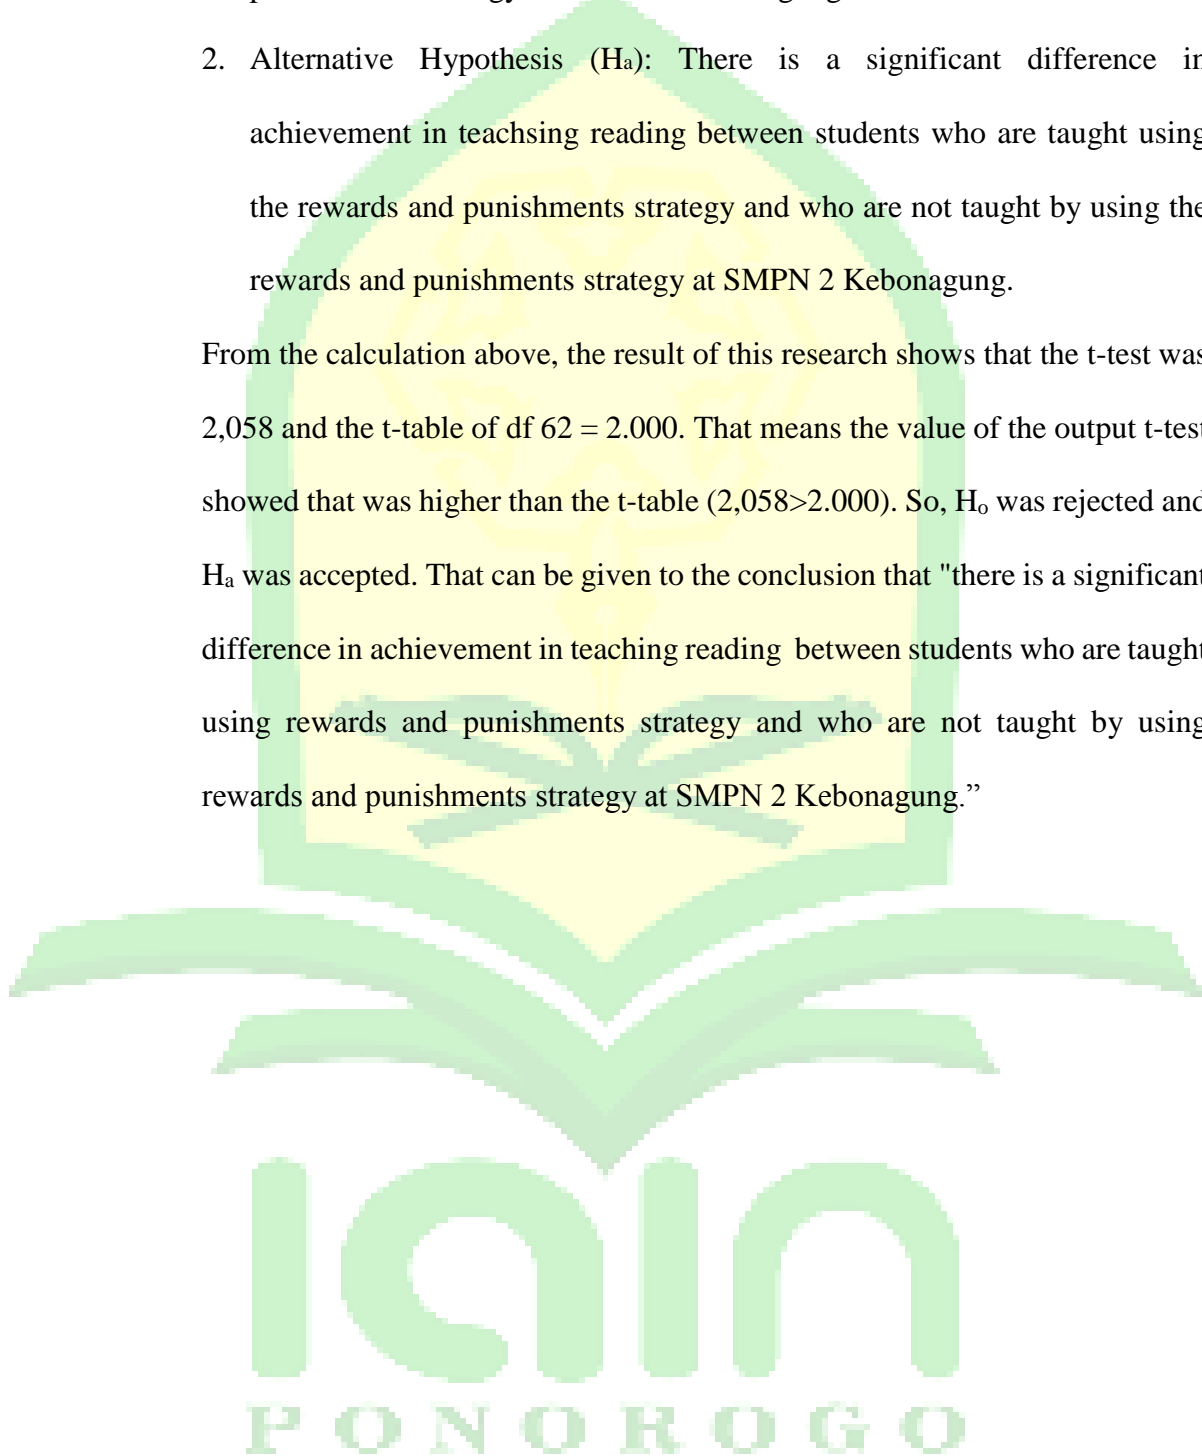 2. Alternative Hypothesis (Ha): There is a significant difference in
achievement in teachsing reading between students who are taught using
the rewards and punishments strategy and who are not taught by using the
rewards and punishments strategy at SMPN 2 Kebonagung.
From the calculation above, the result of this research shows that the t-test was
2,058 and the t-table of df 62 = 2.000. That means the value of the output t-test
showed that was higher than the t-table (2,058>2.000). So, Ho was rejected and
Ha was accepted. That can be given to the conclusion that "there is a significant
difference in achievement in teaching reading between students who are taught
using rewards and punishments strategy and who are not taught by using
rewards and punishments strategy at SMPN 2 Kebonagung.”
iain
PONOROGO